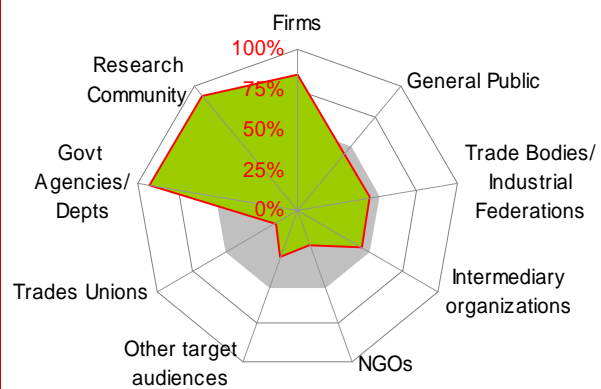 Firms
100%
75%
50%
25%
0%
General Public
Trade Bodies/
Industrial
Federations
Intermediary
organizations
NGOs
Other target
audiences
Trades Unions
Govt
Agencies/
Depts
Research
Community